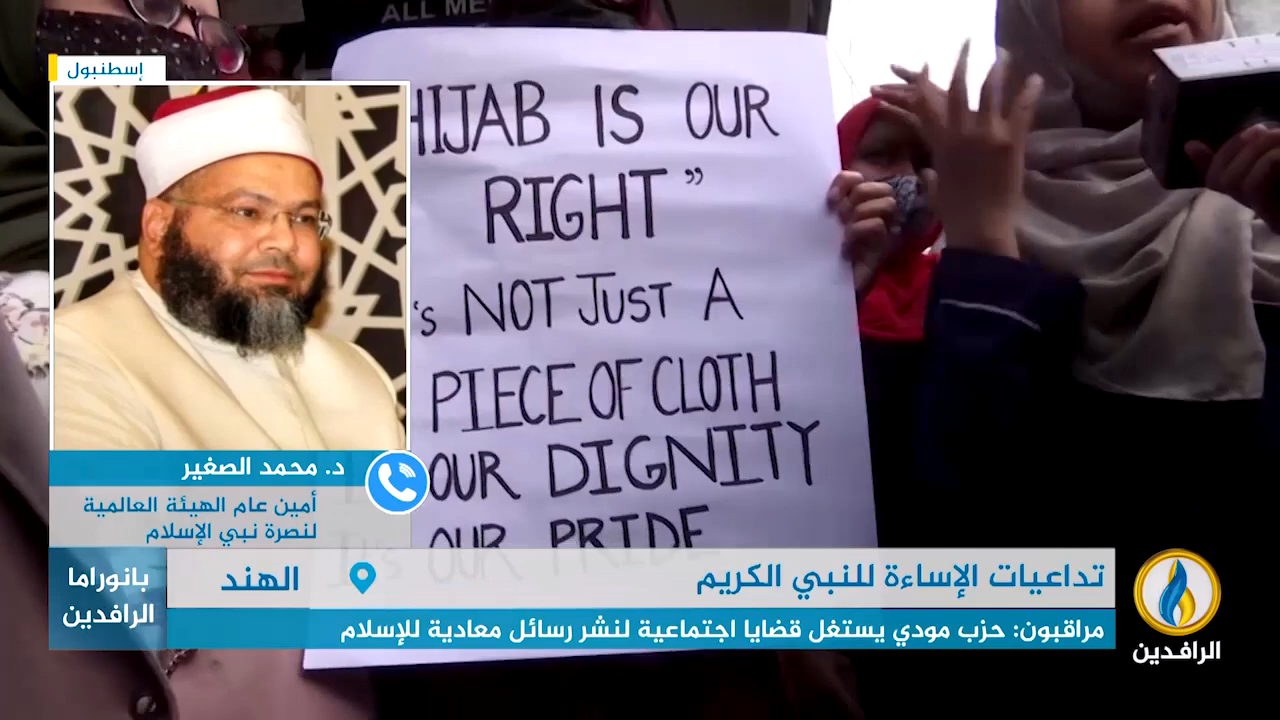 ALL ME
إسطنبول
HIJAB IS OUR
RIGHT”
‘s NOT JUST A
PIECE OF CLOTH
OUR DIGNITY
OUR PRIDE
د. محمد الصغير
أمين عام الهيئة العالمية
لنصرة نبي الإسلام
تداعيات الإساءة للنبي الكريم
الهند
بانوراما
الرافدين
مراقبون: حزب مودي يستغل قضايا اجتماعية لنشر رسائل معادية للإسلام
الرافدين